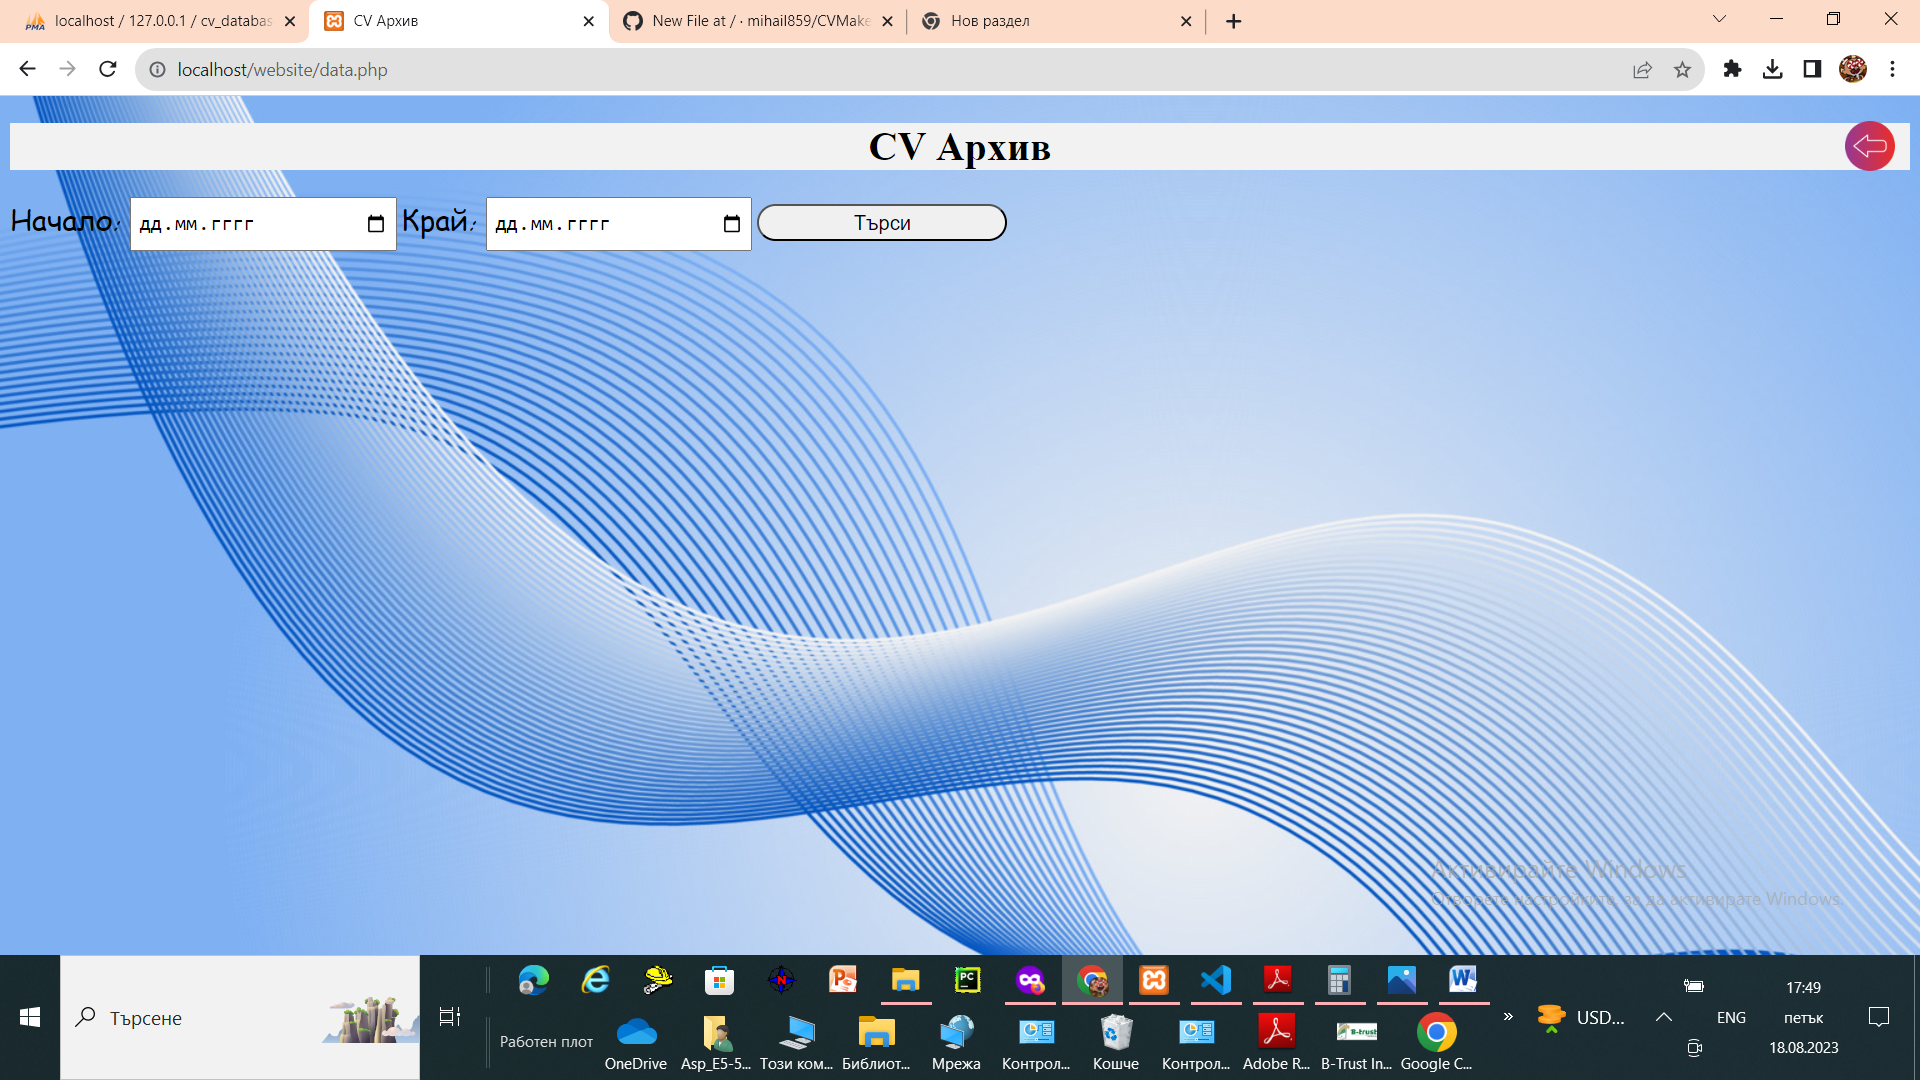 localhost / 127.0.0.1 / cv_databas
CV Архив
New File at / · mihail859/CVMake
Нов раздел
localhost/website/data.php
CV Архив
Начало: дд.мм.гггг Край: дд.мм.гггг Търси
Активирайте Windows
Отворете настройките, за да активирате Windows.
Търсене
Работен плот
OneDrive
Asp_E5-5...
Този ком...
Библиот...
Мрежа
Контрол...
Кошче
Контрол...
Adobe R...
B-Trust In...
Google C...
USD...
ENG
17:49
петък
18.08.2023